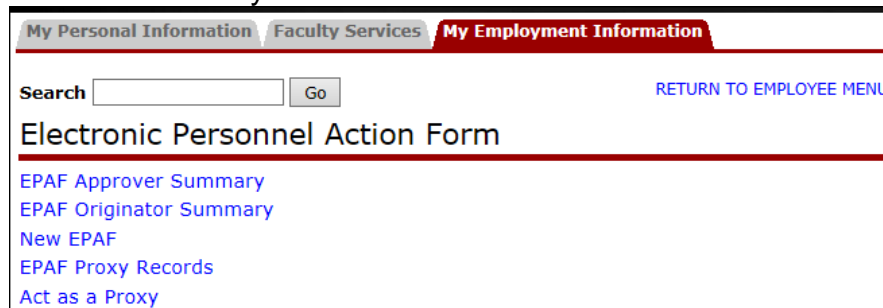 My Personal Information Faculty Services My Employment Information
Search Go RETURN TO EMPLOYEE MENU
Electronic Personnel Action Form
EPAF Approver Summary
EPAF Originator Summary
New EPAF
EPAF Proxy Records
Act as a Proxy